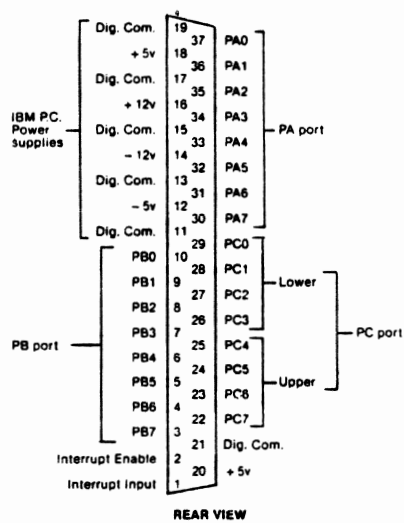 Dig. Com. 19
37 PA0
+ 5v 18
36 PA1
Dig. Com. 17
35 PA2
+ 12v 16
34 PA3
Dig. Com. 15
33 PA4
- 12v 14
32 PA5
Dig. Com. 13
31 PA6
- 5v 12
30 PA7
Dig. Com. 11
IBM P.C.
Power
supplies
PA port
29 PC0
PB0 10
28 PC1
PB1 9
27 PC2
PB2 8
26 PC3
PB3 7
25 PC4
PB4 6
24 PC5
PB5 5
23 PC6
PB6 4
22 PC7
PB7 3
21 Dig. Com.
Interrupt Enable 2
20 + 5v
Interrupt Input 1
PB port
Lower
Upper
PC port
REAR VIEW